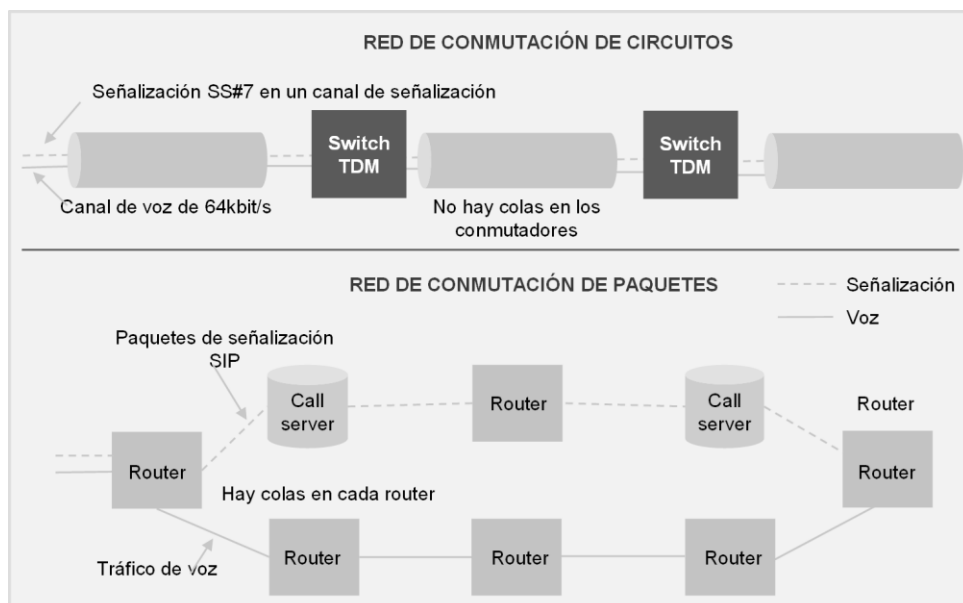 RED DE CONMUTACIÓN DE CIRCUITOS
Señalización SS#7 en un canal de señalización
Switch
TDM
Switch
TDM
Canal de voz de 64kbit/s
No hay colas en los
conmutadores
RED DE CONMUTACIÓN DE PAQUETES
Señalización
Voz
Paquetes de señalización
SIP
Call
server
Router
Call
server
Router
Router
Router
Hay colas en cada router
Router
Router
Router
Tráfico de voz